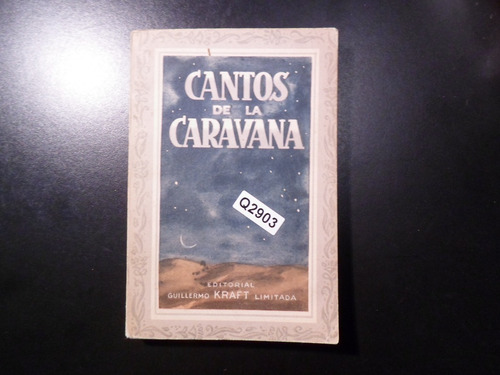 CANTOS
DE LA
CARAVANA
Q2903
EDITORIAL
GUILLERMO KRAFT LIMITADA